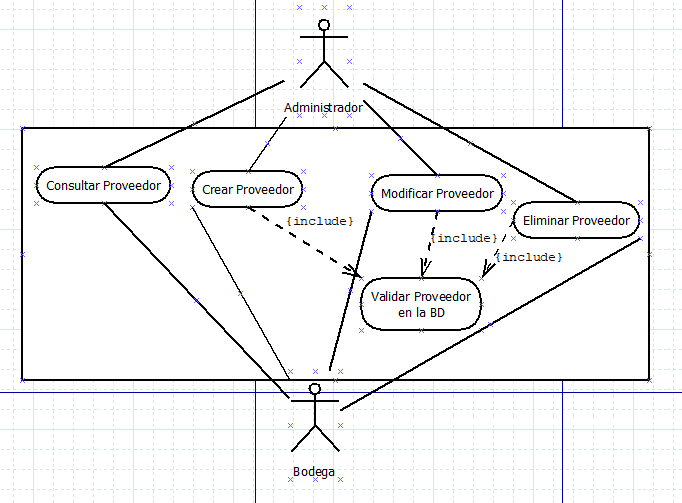 Administrador
Consultar Proveedor
Crear Proveedor
Modificar Proveedor
Eliminar Proveedor
{include}
{include}
{include}
Validar Proveedor
en la BD
Bodega